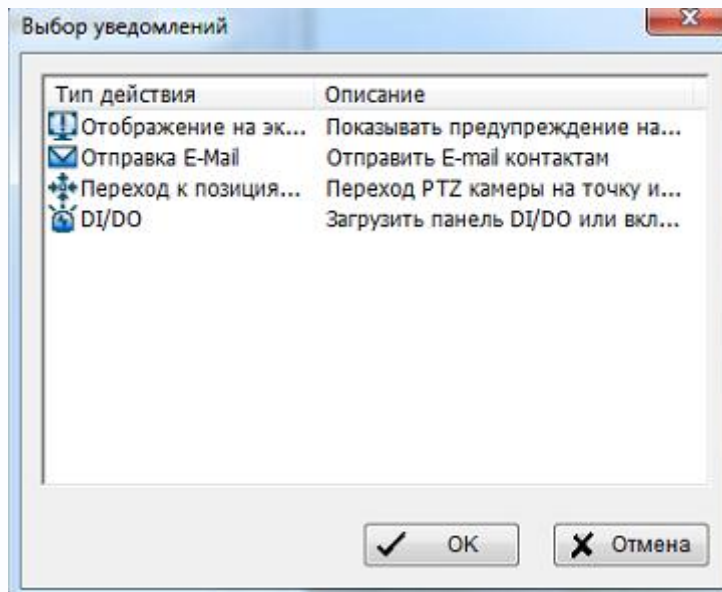 Выбор уведомлений
Тип действия Описание
Отображение на эк... Показывать предупреждение на...
Отправка E-Mail Отправить E-mail контактам
Переход к позиция... Переход PTZ камеры на точку и...
DI/DO Загрузить панель DI/DO или вкл...
OK Отмена